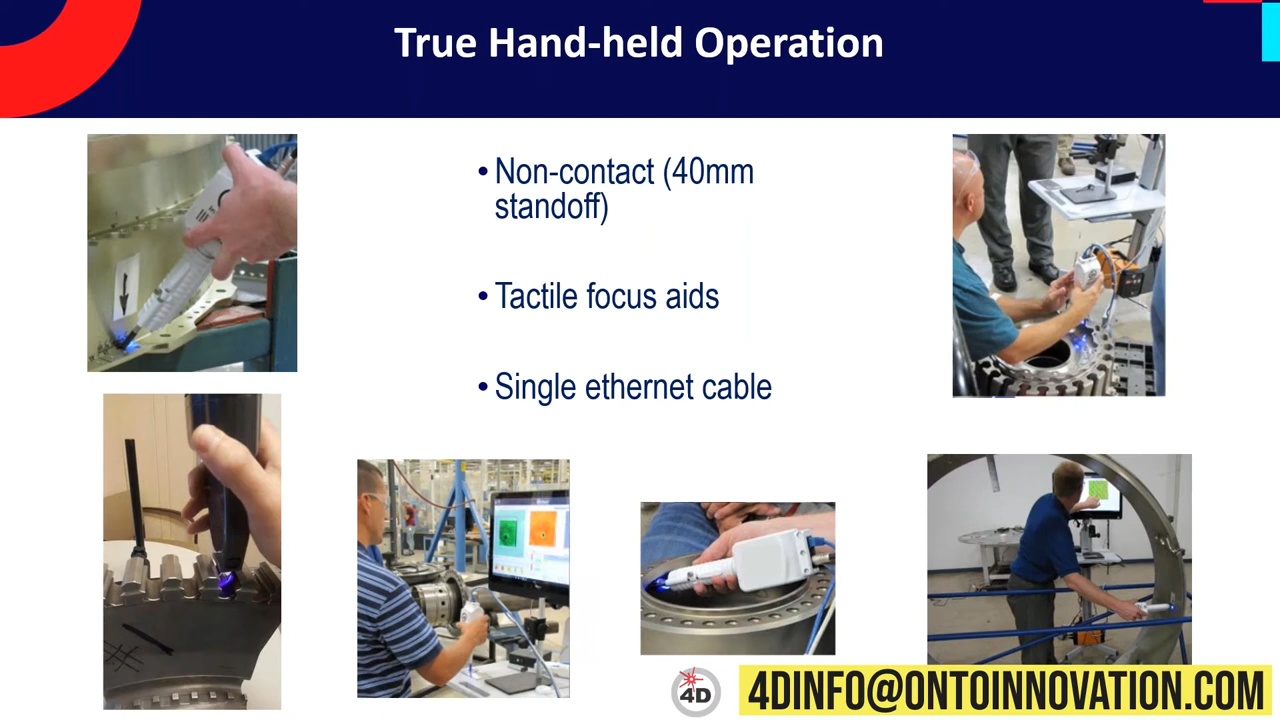 True Hand-held Operation
• Non-contact (40mm
standoff)
• Tactile focus aids
• Single ethernet cable
4D
4DINFO@ONTOINNOVATION.COM